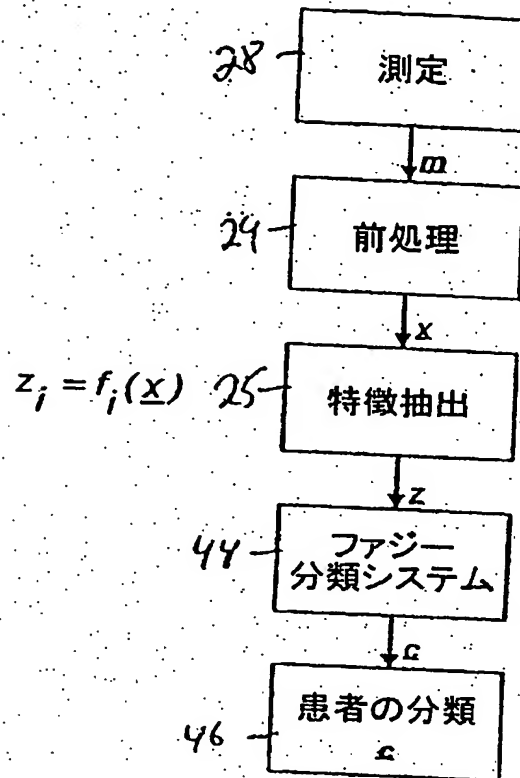 28
測定
m
24
前処理
x
z_i = f_i(x) 25
特徴抽出
z
44
ファジー
分類システム
c
46
患者の分類
c